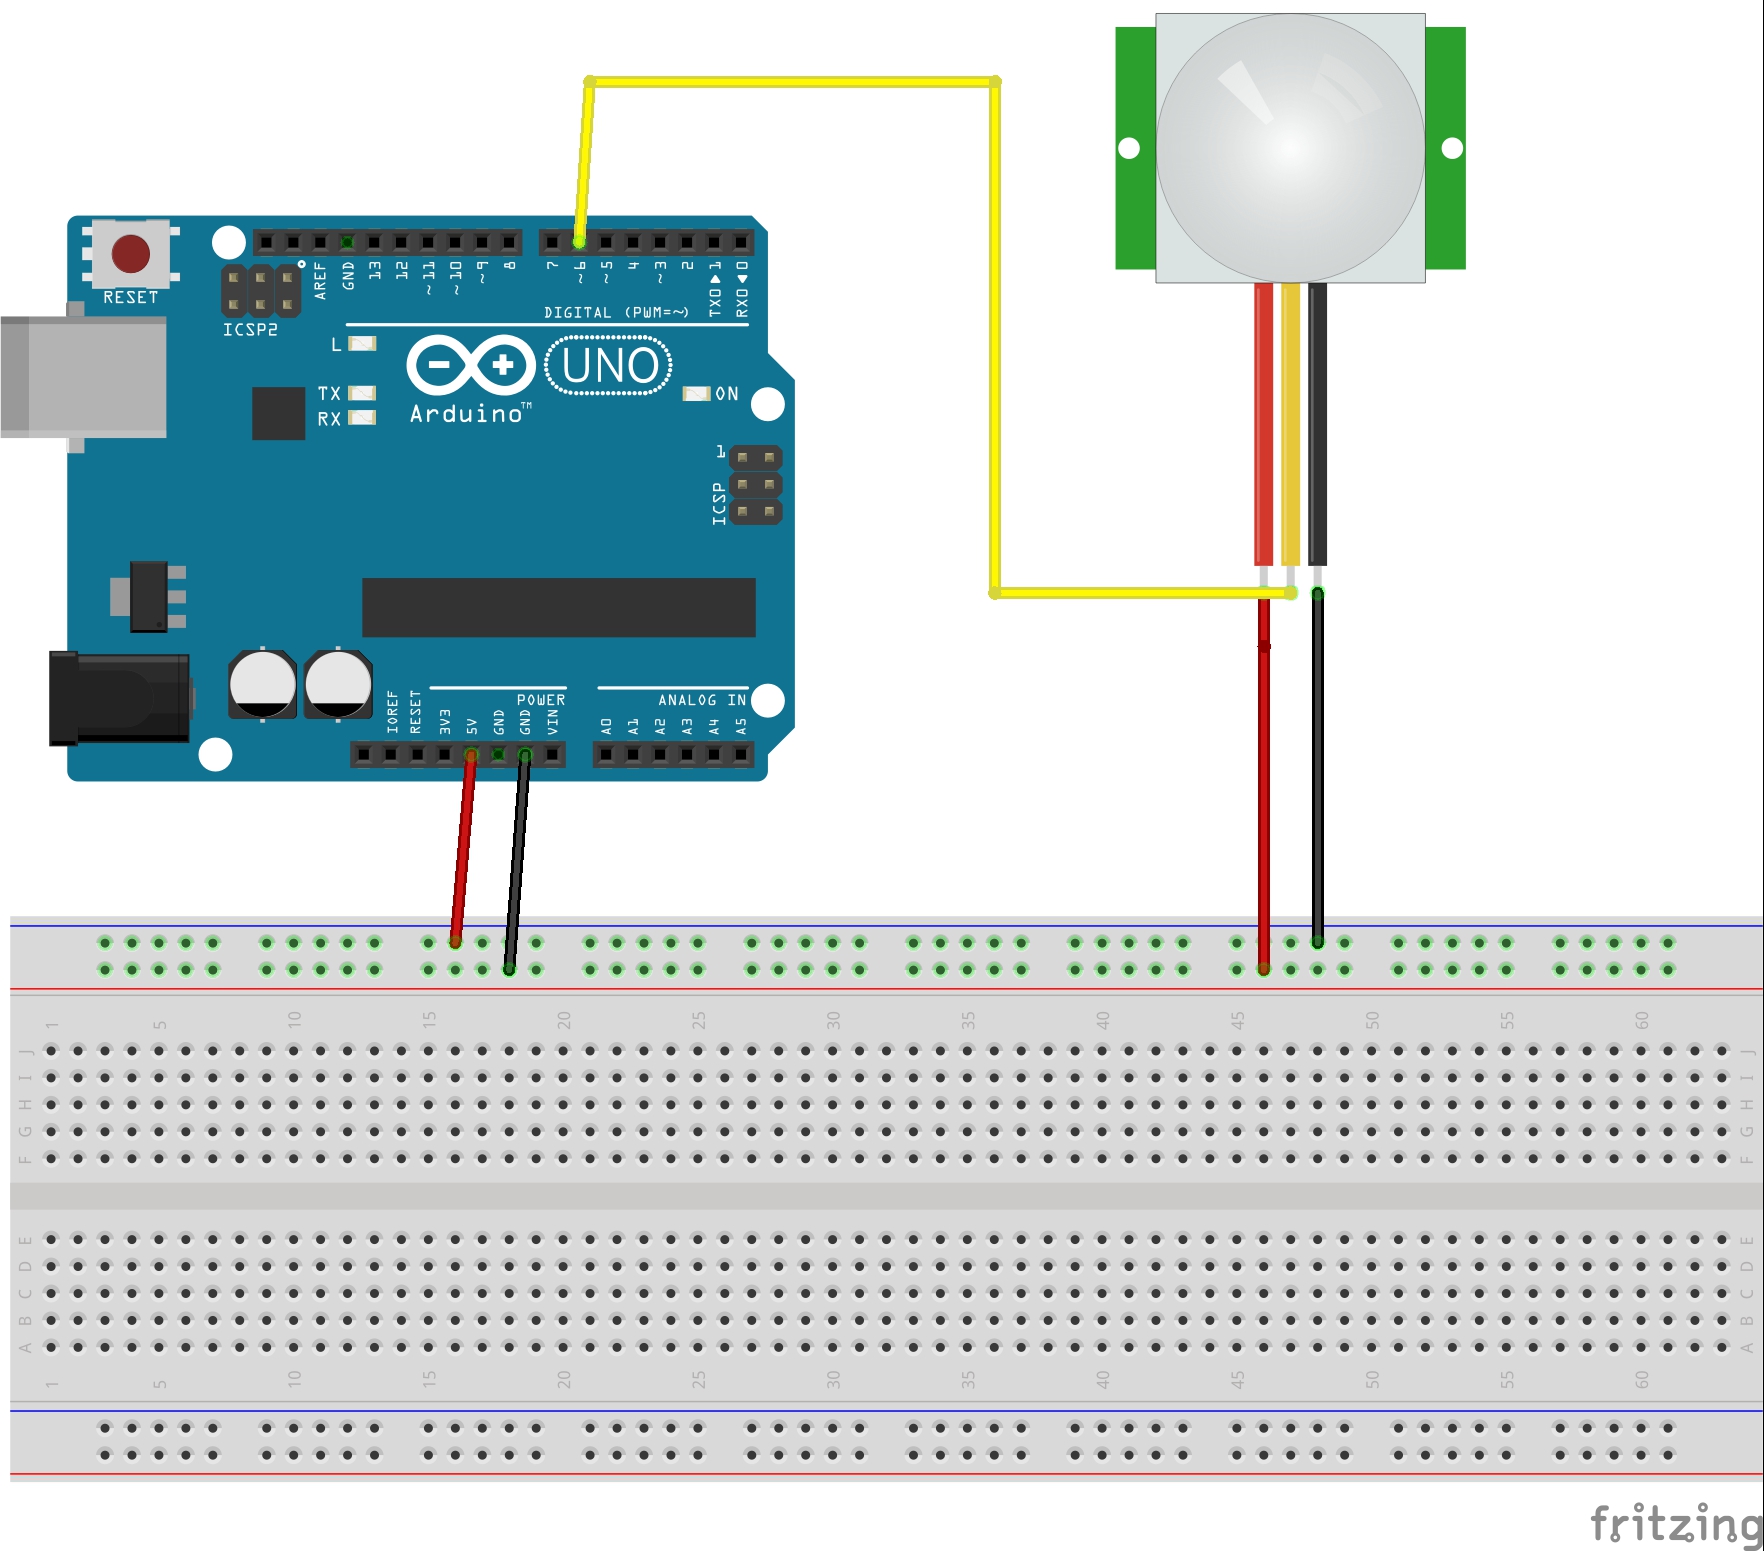 RESET
ICSP2
AREF
GND
13
12
~11
~10
~9
8
7
~6
~5
4
~3
2
TX0▶1
RX0◀0
DIGITAL (PWM=~)
L
TX
RX
Arduino™
UNO
ON
1
ICSP
IOREF
RESET
3V3
5V
GND
GND
VIN
POWER
ANALOG IN
A0
A1
A2
A3
A4
A5
1 5 10 15 20 25 30 35 40 45 50 55 60
J J
I I
H H
G G
F F
E E
D D
C C
B B
A A
1 5 10 15 20 25 30 35 40 45 50 55 60
fritzing